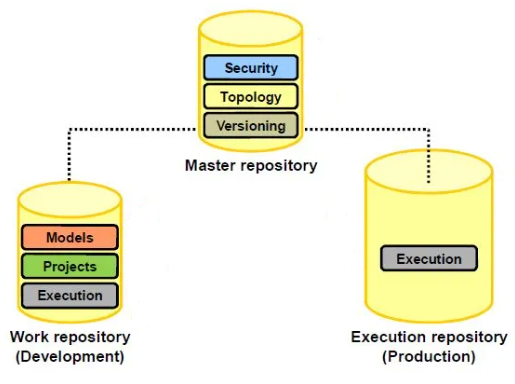 Security
Topology
Versioning
Master repository
Models
Projects
Execution
Work repository
(Development)
Execution
Execution repository
(Production)